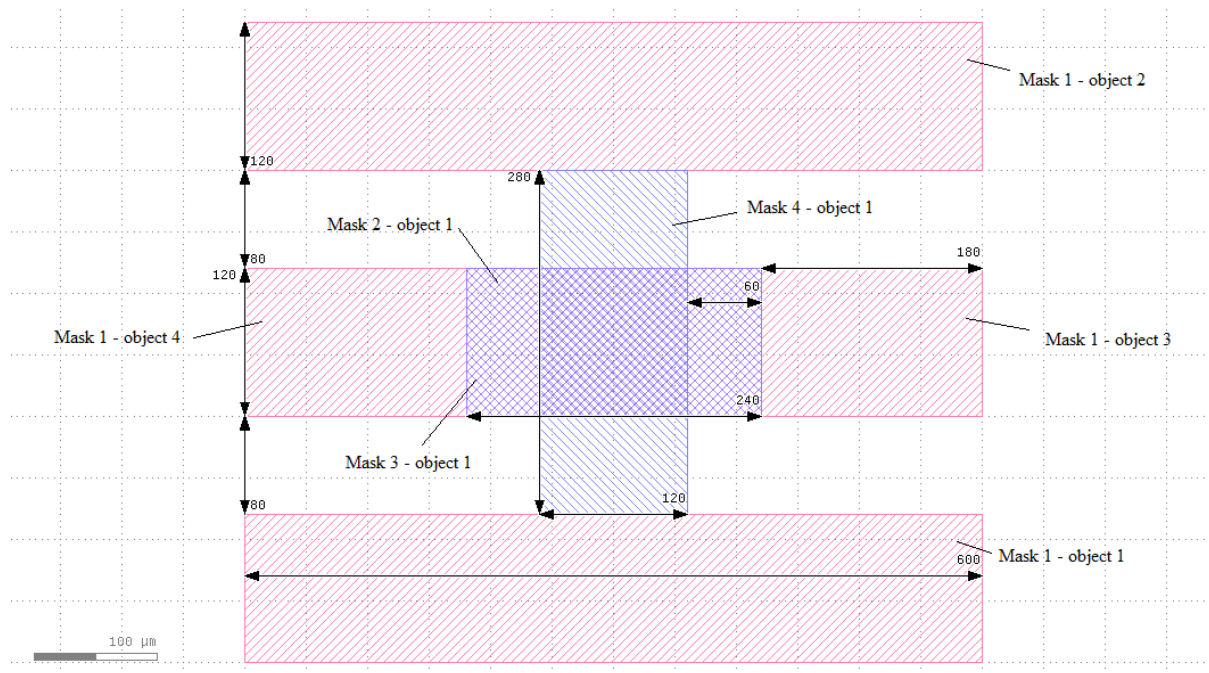 Mask 1 - object 2
120
280
Mask 4 - object 1
Mask 2 - object 1
180
80
120
60
Mask 1 - object 4
Mask 1 - object 3
240
Mask 3 - object 1
120
80
Mask 1 - object 1
600
100 µm